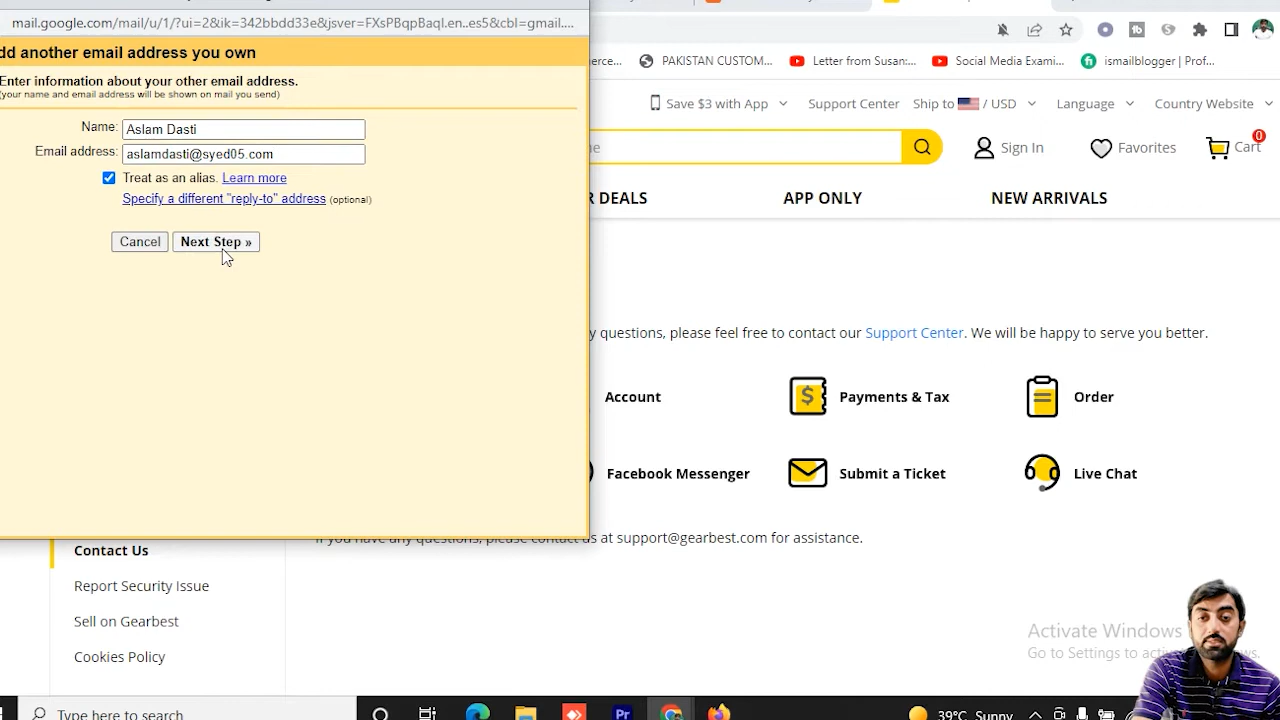 mail.google.com/mail/u/1/?ui=2&ik=342bbdd33e&jsver=FXsPBqpBaqI.en..es5&cbl=gmail....
dd another email address you own
Enter information about your other email address.
(your name and email address will be shown on mail you send)
Name: Aslam Dasti
Email address: aslamdasti@syed05.com
Treat as an alias. Learn more
Specify a different "reply-to" address (optional)
Cancel
Next Step »
erce...
PAKISTAN CUSTOM...
Letter from Susan:...
Social Media Exami...
ismailblogger | Prof...
Save $3 with App
Support Center
Ship to / USD
Language
Country Website
Sign In
Favorites
Cart
0
DEALS
APP ONLY
NEW ARRIVALS
y questions, please feel free to contact our Support Center. We will be happy to serve you better.
Account
Payments & Tax
Order
Facebook Messenger
Submit a Ticket
Live Chat
If you have any questions, please contact us at support@gearbest.com for assistance.
Contact Us
Report Security Issue
Sell on Gearbest
Cookies Policy
Activate Windows
Go to Settings to
Type here to search
Pr
39°C Sunny